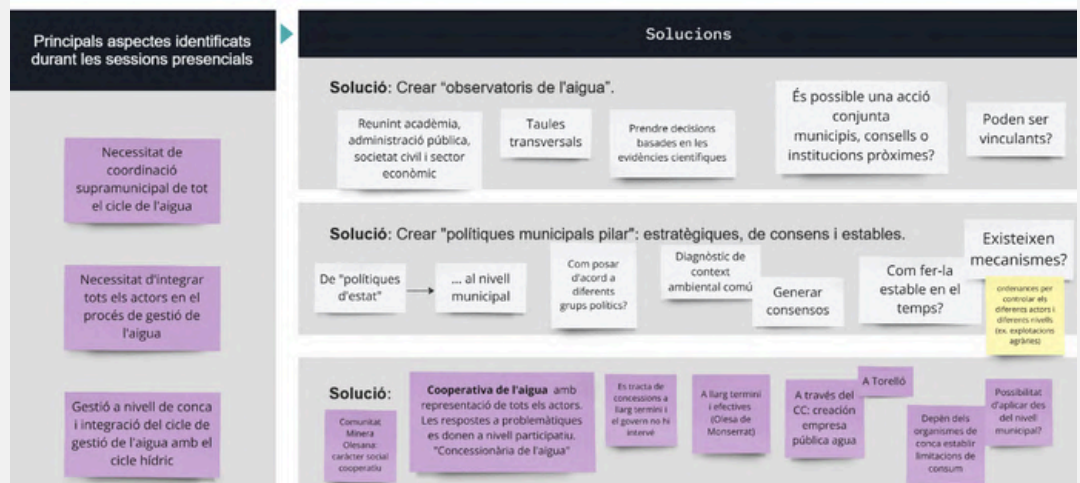 Principals aspectes identificats
durant les sessions presencials
Necessitat de
coordinació
supramunicipal de tot
el cicle de l'aigua
Necessitat d'integrar
tots els actors en el
procés de gestió de
l'aigua
Gestió a nivell de conca
i integració del cicle de
gestió de l'aigua amb el
cicle hídric
Solucions
Solució: Crear "observatoris de l'aigua".
Reunint acadèmia,
administració pública,
societat civil i sector
econòmic
Taules
transversals
Prendre decisions
basades en les
evidències científiques
És possible una acció
conjunta
municipis, consells o
institucions pròximes?
Poden ser
vinculants?
Solució: Crear "polítiques municipals pilar": estratègiques, de consens i estables.
De "polítiques
d'estat"
... al nivell
municipal
Com posar
d'acord a
diferents
grups polítics?
Diagnòstic de
context
ambiental comú
Generar
consensos
Com fer-la
estable en el
temps?
Existeixen
mecanismes?
ordenances per
controlar els
diferents actors i
diferents nivells
(ex. explotacions
agràries)
Solució:
Comunitat
Minera
Olesana:
caràcter social
cooperatiu
Cooperativa de l'aigua amb
representació de tots els actors.
Les respostes a problemàtiques
es donen a nivell participatiu.
"Concessionària de l'aigua"
Es tracta de
concessions a
llarg termini i
el govern no hi
intervé
A llarg termini
i efectives
(Olesa de
Monserrat)
A través del
CC: creación
empresa
pública agua
A Torelló
Depèn dels
organismes de
conca establir
limitacions de
consum
Possibilitat
d'aplicar des
del nivell
municipal?